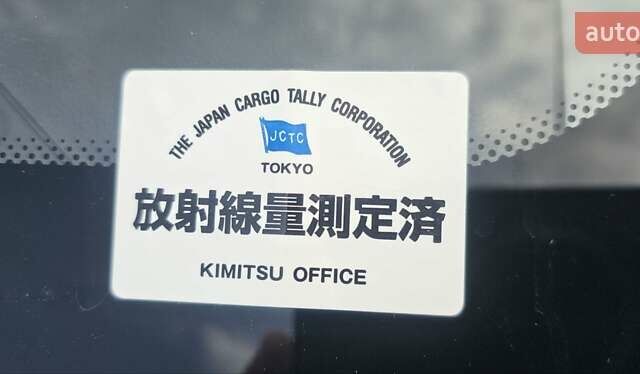 auto
THE JAPAN CARGO TALLY CORPORATION
JCTC
TOKYO
放射線量測定済
KIMITSU OFFICE